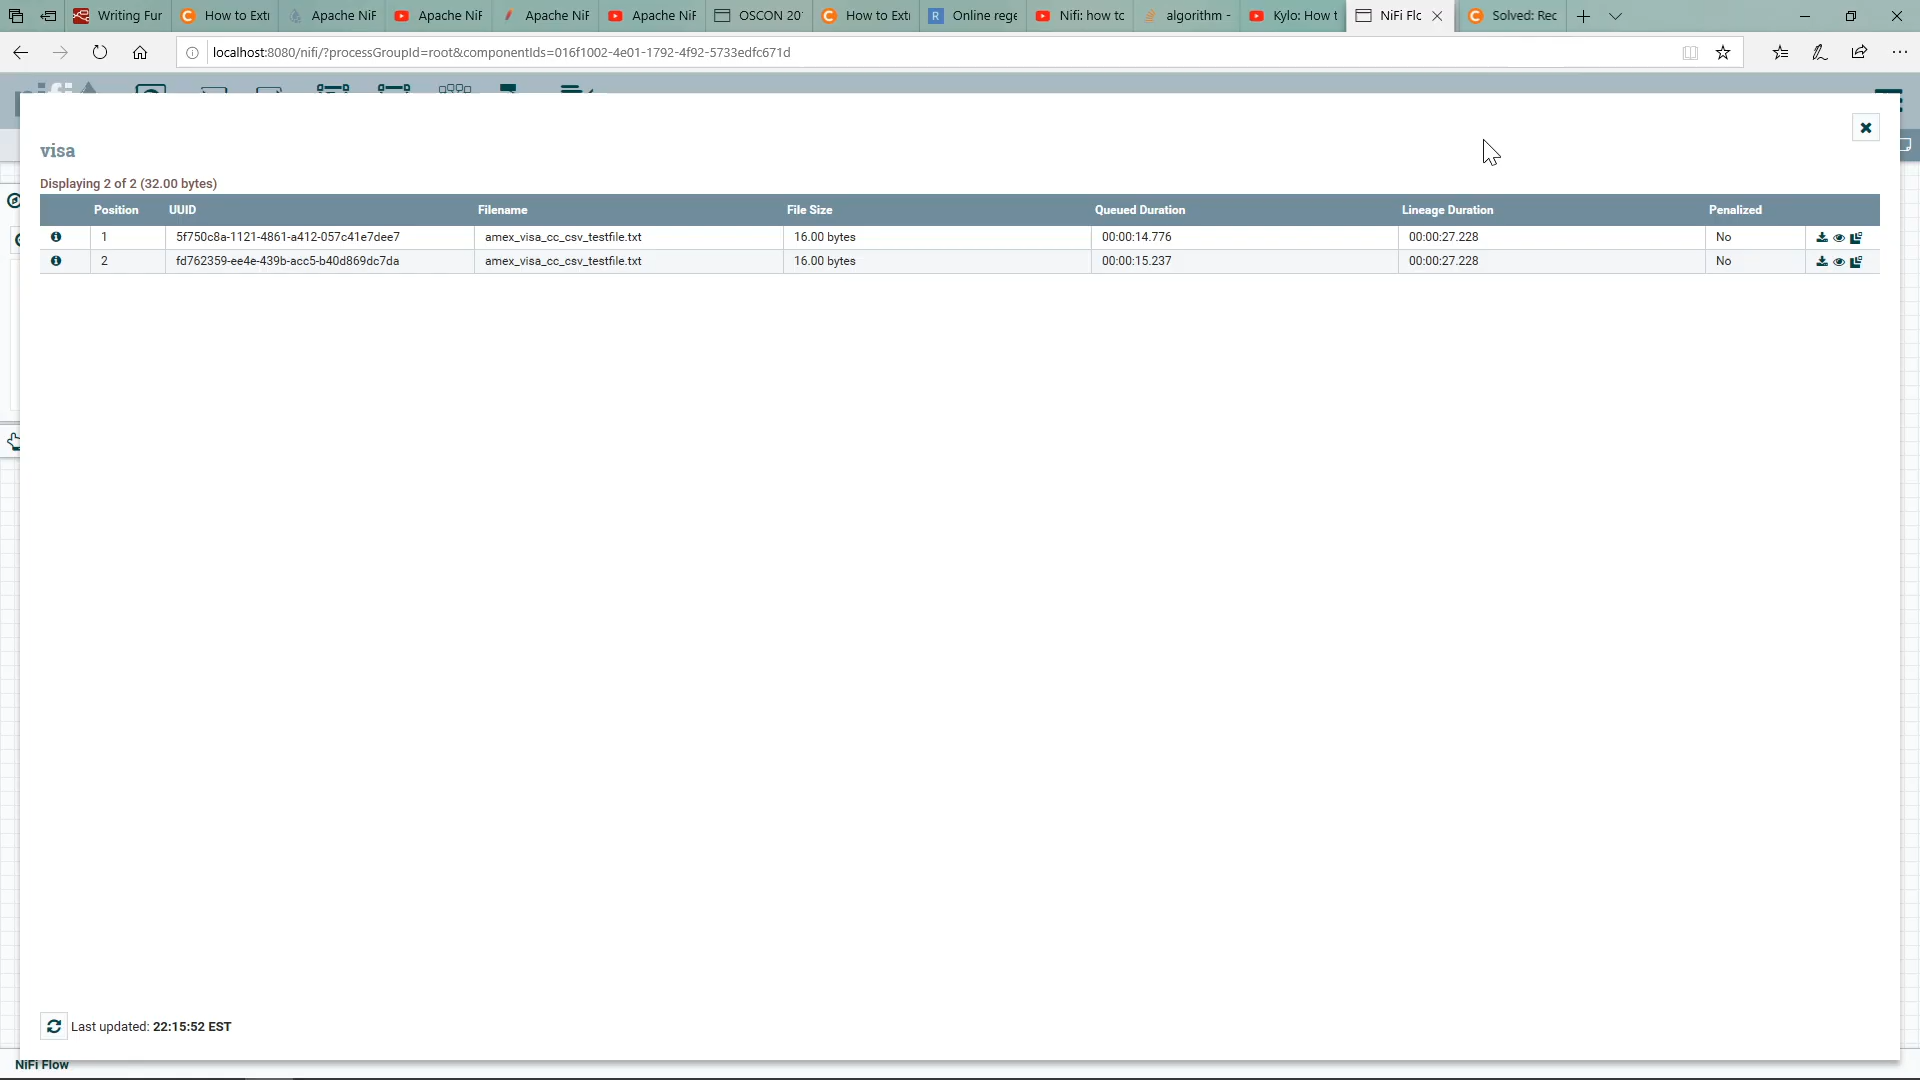 Writing Fur
How to Extr
Apache NiF
Apache NiF
Apache NiF
Apache NiF
OSCON 20
How to Extr
Online rege
Nifi: how to
algorithm -
Kylo: How t
NiFi Flc
Solved: Rec
localhost:8080/nifi/?processGroupId=root&componentIds=016f1002-4e01-1792-4f92-5733edfc671d
visa
Displaying 2 of 2 (32.00 bytes)
Position UUID Filename File Size Queued Duration Lineage Duration Penalized
1 5f750c8a-1121-4861-a412-057c41e7dee7 amex_visa_cc_csv_testfile.txt 16.00 bytes 00:00:14.776 00:00:27.228 No
2 fd762359-ee4e-439b-acc5-b40d869dc7da amex_visa_cc_csv_testfile.txt 16.00 bytes 00:00:15.237 00:00:27.228 No
Last updated: 22:15:52 EST
NiFi Flow